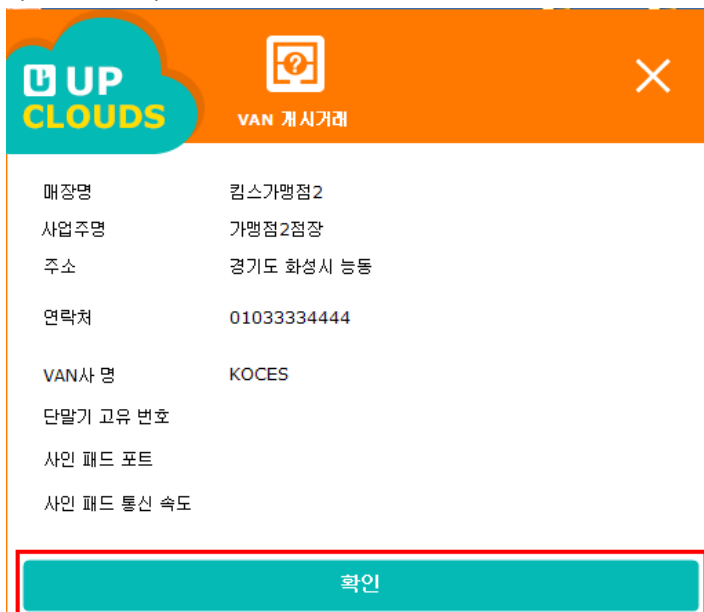 UP
CLOUDS
VAN 개시거래
매장명 킴스가맹점2
사업주명 가맹점2점장
주소 경기도 화성시 능동
연락처 01033334444
VAN사 명 KOCES
단말기 고유 번호
사인 패드 포트
사인 패드 통신 속도
확인